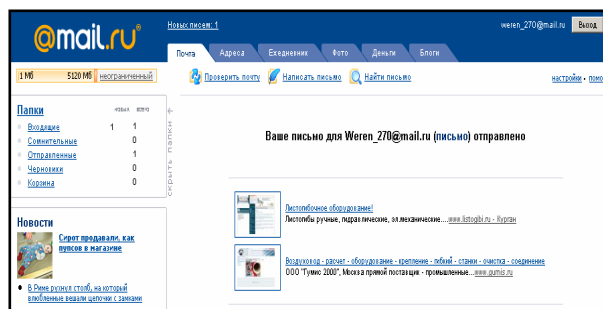 @mail.ru®
Новых писем: 1
weren_270@mail.ru Выход
Почта Адреса Ежедневник Фото Деньги Блоги
1 Мб 5120 Мб неограниченный
Проверить почту Написать письмо Найти письмо
настройки • помо
Папки
новых всего
Входящие 1 1
Сомнительные 0
Отправленные 1
Черновики 0
Корзина 0
скрыть папки
Ваше письмо для Weren_270@mail.ru (письмо) отправлено
Листогибочное оборудование!
Листогибы ручные, гидравлические, эл.механические....www.listogibi.ru - Курган
Воздуховод - расчет - оборудование - крепление - гибкий - станки - очистка - соединение
ООО "Гумис 2000", Москва прямой поставщик - промышленные...www.gumis.ru
Новости
Сирот продавали, как
пупсов в магазине
В Риме рухнул столб, на который
влюбленные вешали цепочки с замками